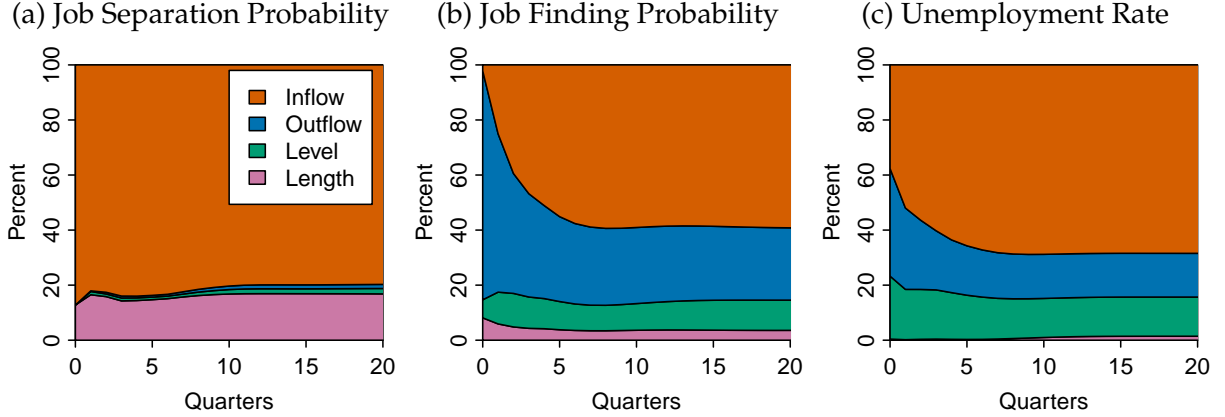 (a) Job Separation Probability
(b) Job Finding Probability
(c) Unemployment Rate
Percent
0 20 40 60 80 100
Inflow
Outflow
Level
Length
0 5 10 15 20
Quarters
Percent
0 20 40 60 80 100
0 5 10 15 20
Quarters
Percent
0 20 40 60 80 100
0 5 10 15 20
Quarters